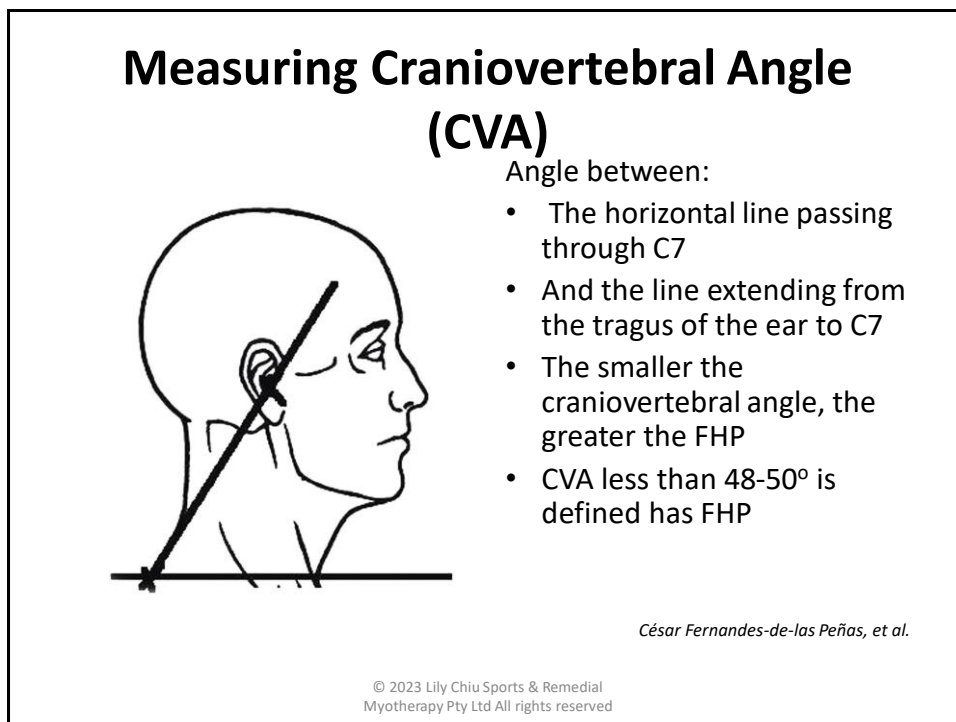 Measuring Craniovertebral Angle
(CVA)
Angle between:
• The horizontal line passing
through C7
• And the line extending from
the tragus of the ear to C7
• The smaller the
craniovertebral angle, the
greater the FHP
• CVA less than 48-50º is
defined has FHP
César Fernandes-de-las Peñas, et al.
© 2023 Lily Chiu Sports & Remedial
Myotherapy Pty Ltd All rights reserved